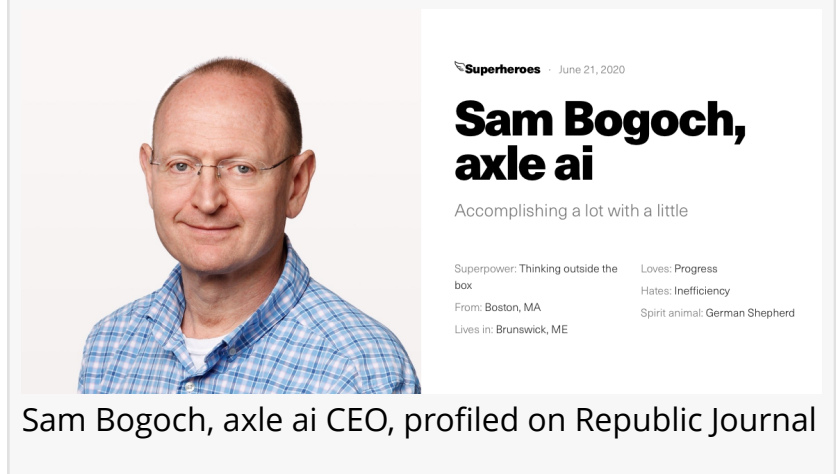 Superheroes · June 21, 2020
Sam Bogoch,
axle ai
Accomplishing a lot with a little
Superpower: Thinking outside the
box
From: Boston, MA
Lives in: Brunswick, ME
Loves: Progress
Hates: Inefficiency
Spirit animal: German Shepherd
Sam Bogoch, axle ai CEO, profiled on Republic Journal